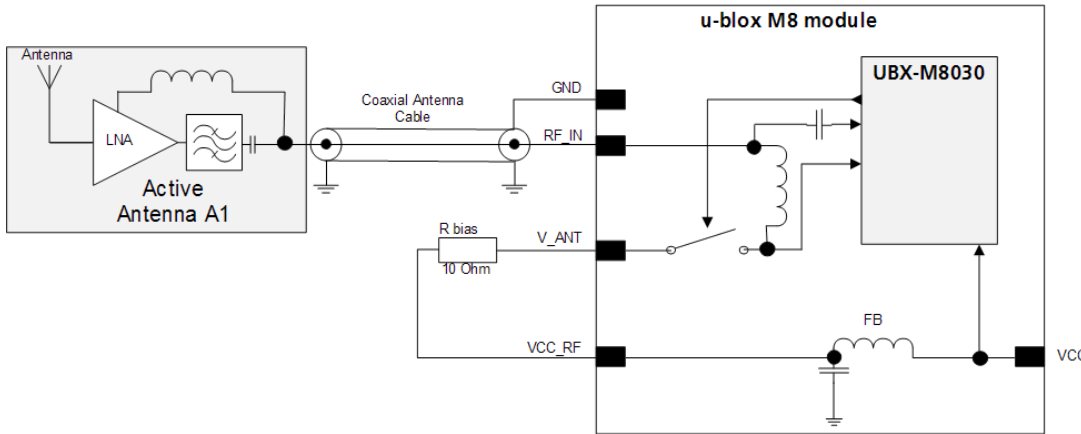 u-blox M8 module
Antenna
UBX-M8030
GND
Coaxial Antenna
Cable
LNA
RF_IN
Active
Antenna A1
R bias
V_ANT
10 Ohm
FB
VCC_RF
VCC